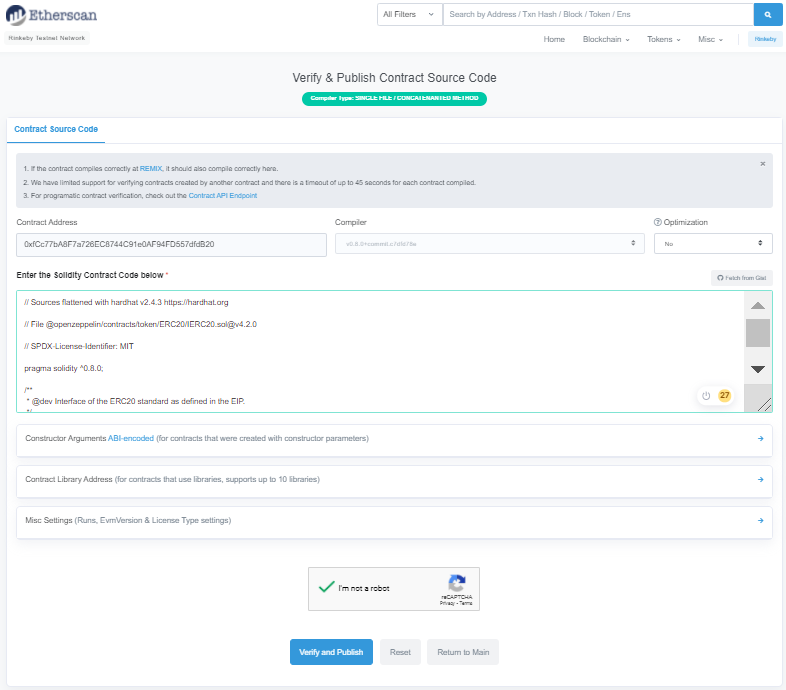 Etherscan
All Filters
Search by Address / Txn Hash / Block / Token / Ens
Rinkeby Testnet Network
Home Blockchain Tokens Misc Rinkeby
Verify & Publish Contract Source Code
Compiler Type: SINGLE FILE / CONCATENANTED METHOD
Contract Source Code
1. If the contract compiles correctly at REMIX, it should also compile correctly here.
2. We have limited support for verifying contracts created by another contract and there is a timeout of up to 45 seconds for each contract compiled.
3. For programatic contract verification, check out the Contract API Endpoint
×
Contract Address Compiler Optimization
0xfCc77bA8F7a726EC8744C91e0AF94FD557dfdB20
No
Enter the Solidity Contract Code below *
Fetch from Gist
// Sources flattened with hardhat v2.4.3 https://hardhat.org
// File @openzeppelin/contracts/token/ERC20/IERC20.sol@v4.2.0
// SPDX-License-Identifier: MIT
pragma solidity ^0.8.0;
/**
* @dev Interface of the ERC20 standard as defined in the EIP.
*/
27
Constructor Arguments ABI-encoded (for contracts that were created with constructor parameters)
Contract Library Address (for contracts that use libraries, supports up to 10 libraries)
Misc Settings (Runs, EvmVersion & License Type settings)
I'm not a robot
reCAPTCHA
Privacy - Terms
Verify and Publish Reset Return to Main